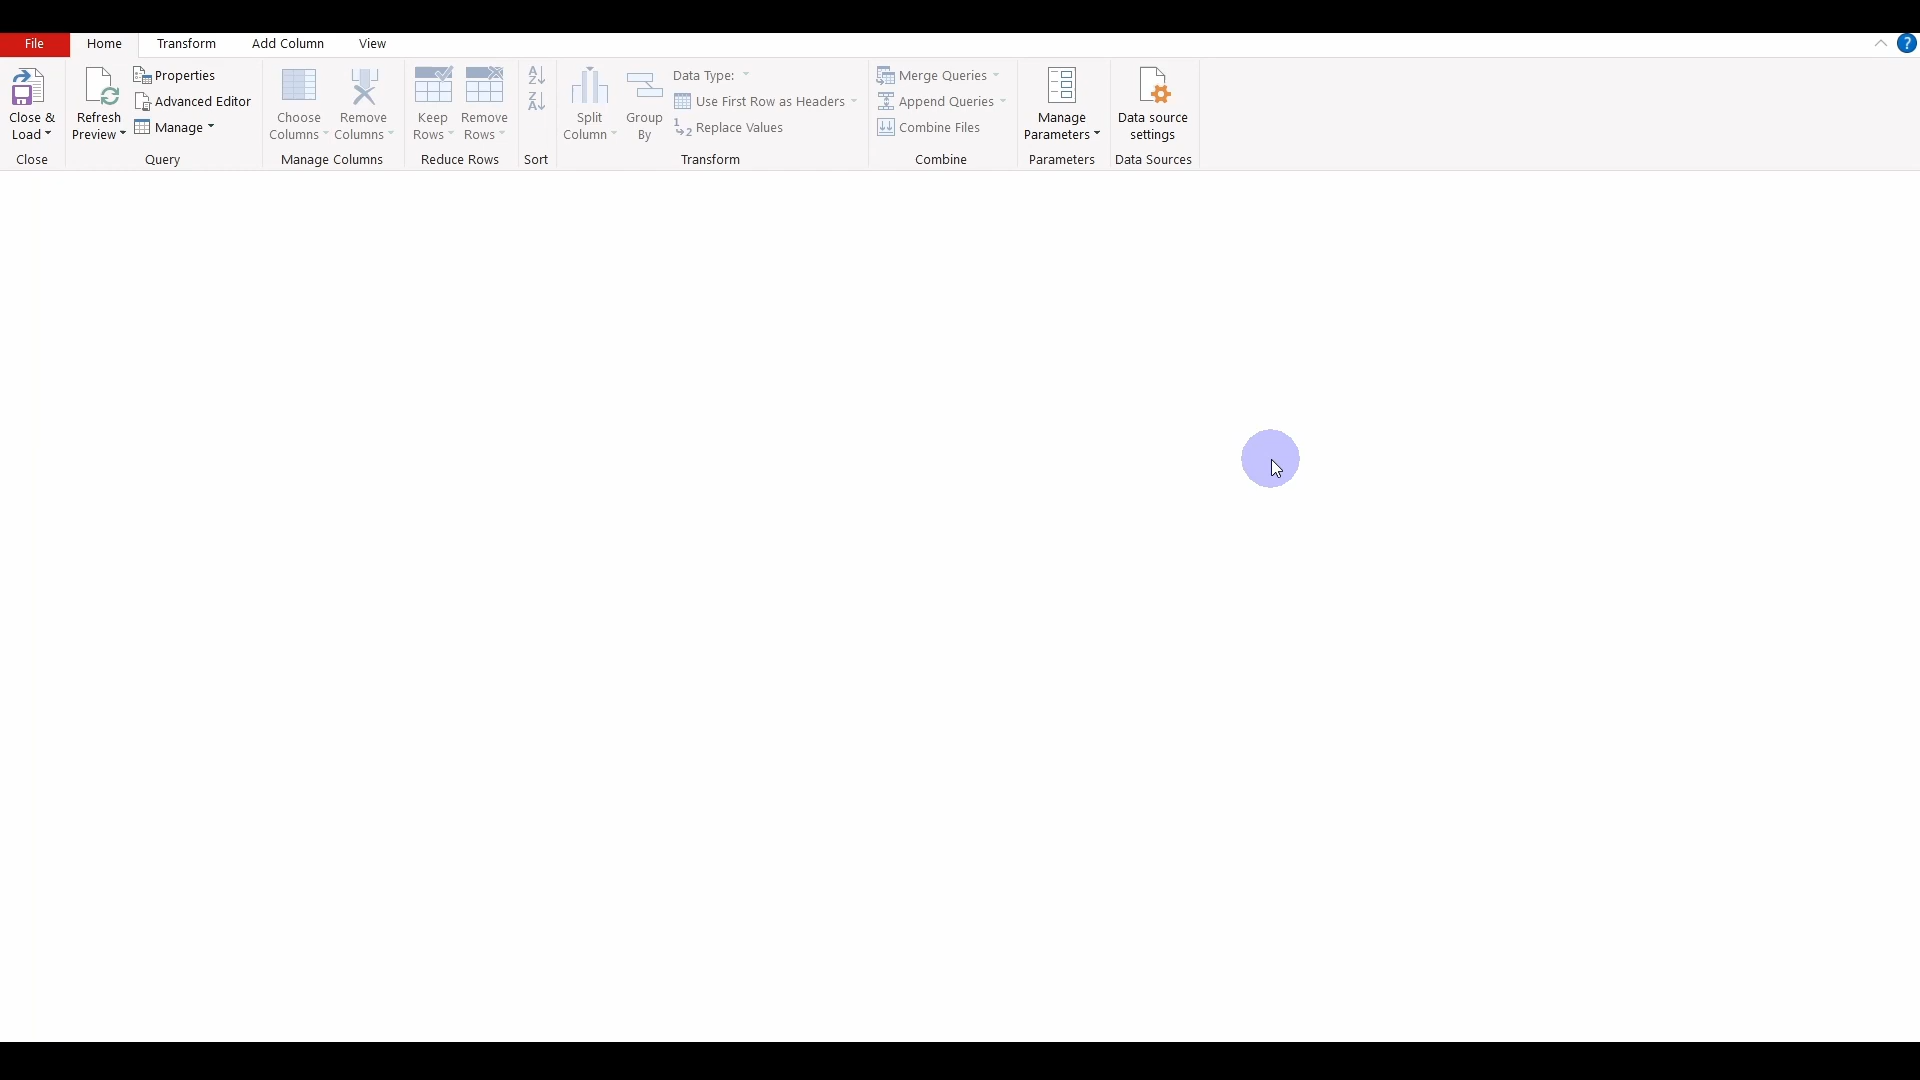 File Home Transform Add Column View ?
Close & Load
Refresh Preview
Properties
Advanced Editor
Manage
Choose Columns
Remove Columns
Keep Rows
Remove Rows
A Z
Z A
Split Column
Group By
Data Type:
Use First Row as Headers
1 2 Replace Values
Merge Queries
Append Queries
Combine Files
Manage Parameters
Data source settings
Close Query Manage Columns Reduce Rows Sort Transform Combine Parameters Data Sources